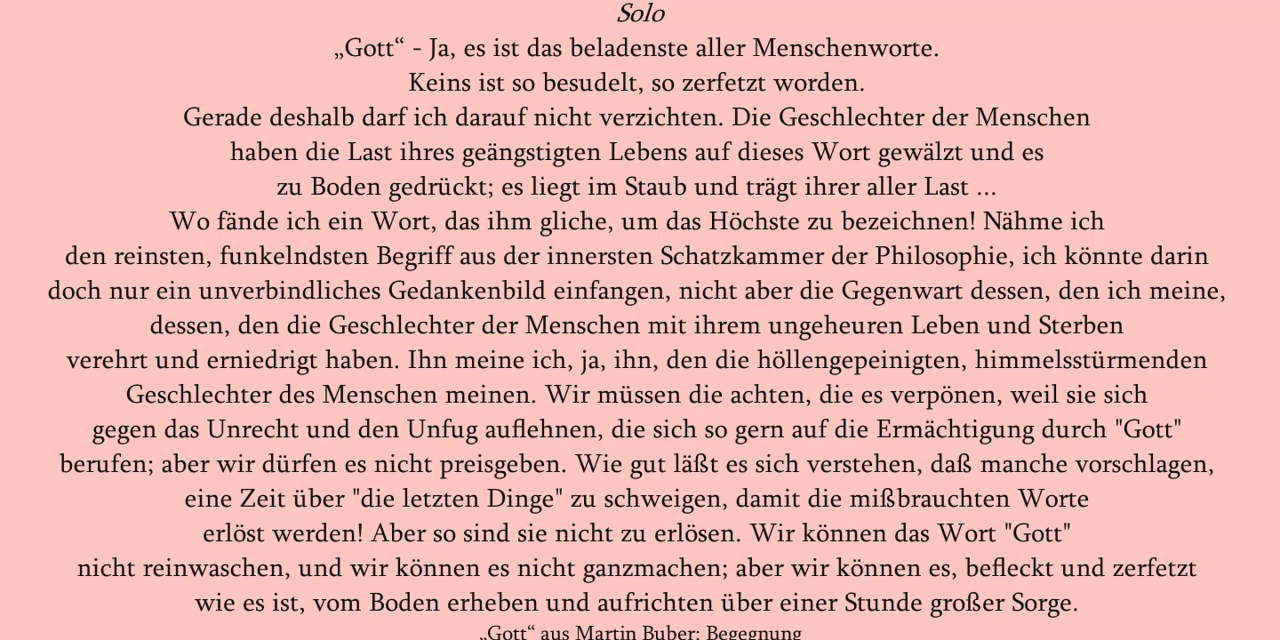 Solo
„Gott“ - Ja, es ist das beladenste aller Menschenworte.
Keins ist so besudelt, so zerfetzt worden.
Gerade deshalb darf ich darauf nicht verzichten. Die Geschlechter der Menschen
haben die Last ihres geängstigten Lebens auf dieses Wort gewälzt und es
zu Boden gedrückt; es liegt im Staub und trägt ihrer aller Last ...
Wo fände ich ein Wort, das ihm gliche, um das Höchste zu bezeichnen! Nähme ich
den reinsten, funkelndsten Begriff aus der innersten Schatzkammer der Philosophie, ich könnte darin
doch nur ein unverbindliches Gedankenbild einfangen, nicht aber die Gegenwart dessen, den ich meine,
dessen, den die Geschlechter der Menschen mit ihrem ungeheuren Leben und Sterben
verehrt und erniedrigt haben. Ihn meine ich, ja, ihn, den die höllengepeinigten, himmelsstürmenden
Geschlechter des Menschen meinen. Wir müssen die achten, die es verpönen, weil sie sich
gegen das Unrecht und den Unfug auflehnen, die sich so gern auf die Ermächtigung durch "Gott"
berufen; aber wir dürfen es nicht preisgeben. Wie gut läßt es sich verstehen, daß manche vorschlagen,
eine Zeit über "die letzten Dinge" zu schweigen, damit die mißbrauchten Worte
erlöst werden! Aber so sind sie nicht zu erlösen. Wir können das Wort "Gott"
nicht reinwaschen, und wir können es nicht ganzmachen; aber wir können es, befleckt und zerfetzt
wie es ist, vom Boden erheben und aufrichten über einer Stunde großer Sorge.
„Gott“ aus Martin Buber: Begegnung